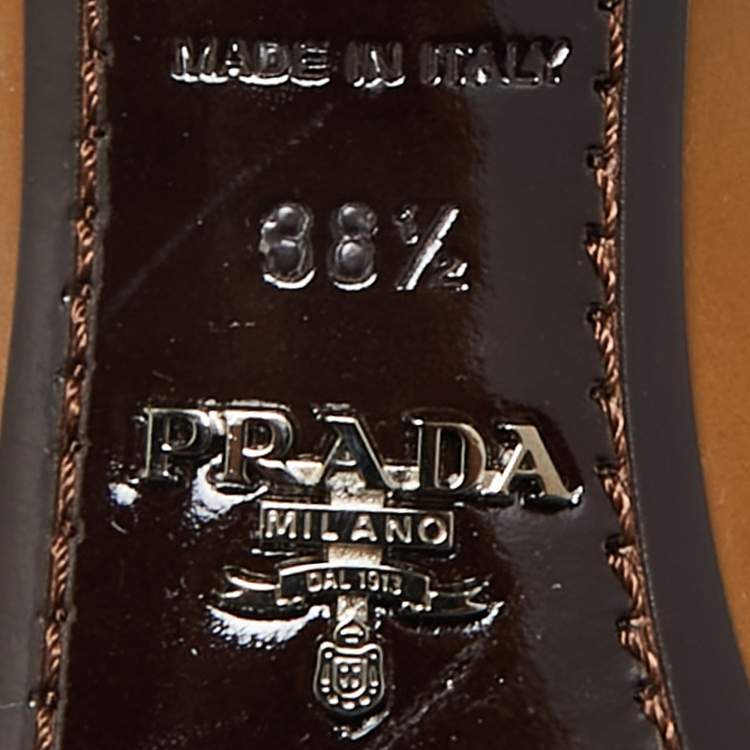 MADE IN ITALY
38½
PRADA
MILANO
DAL 1913